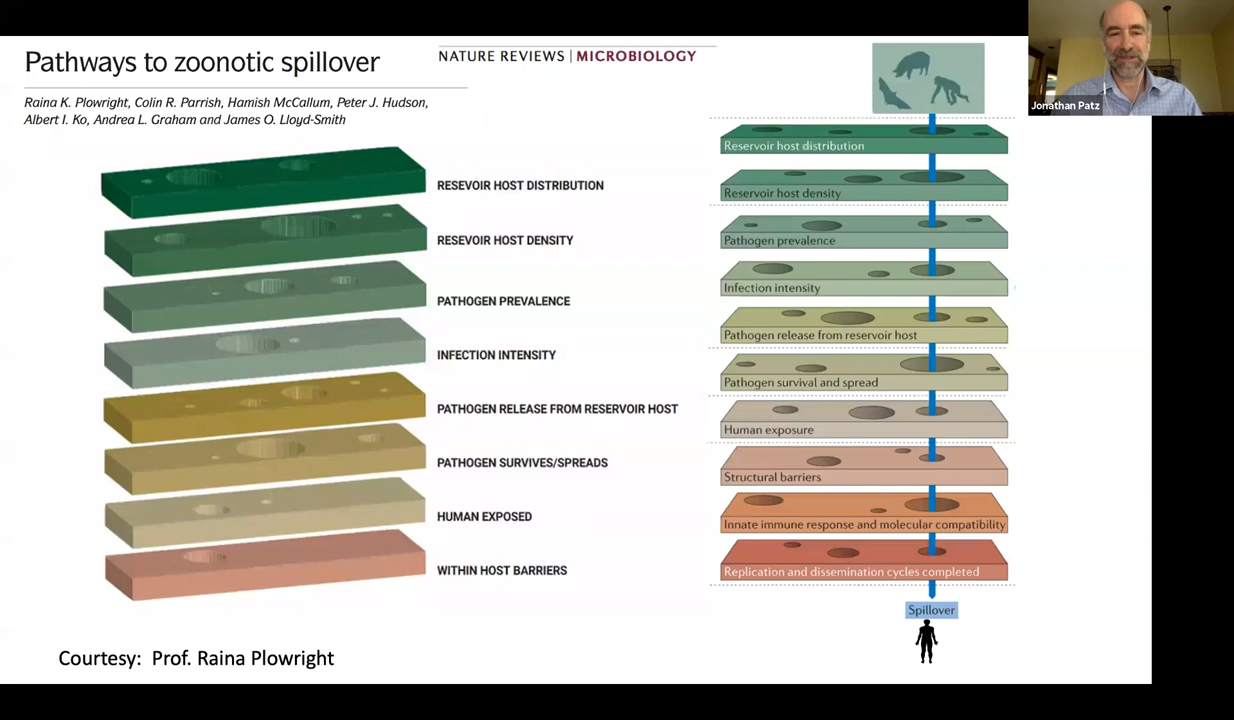 Pathways to zoonotic spillover
NATURE REVIEWS | MICROBIOLOGY
Raina K. Plowright, Colin R. Parrish, Hamish McCallum, Peter J. Hudson,
Albert I. Ko, Andrea L. Graham and James O. Lloyd-Smith
Jonathan Patz
RESEVOIR HOST DISTRIBUTION
RESEVOIR HOST DENSITY
PATHOGEN PREVALENCE
INFECTION INTENSITY
PATHOGEN RELEASE FROM RESERVOIR HOST
PATHOGEN SURVIVES/SPREADS
HUMAN EXPOSED
WITHIN HOST BARRIERS
Reservoir host distribution
Reservoir host density
Pathogen prevalence
Infection intensity
Pathogen release from reservoir host
Pathogen survival and spread
Human exposure
Structural barriers
Innate immune response and molecular compatibility
Replication and dissemination cycles completed
Spillover
Courtesy: Prof. Raina Plowright